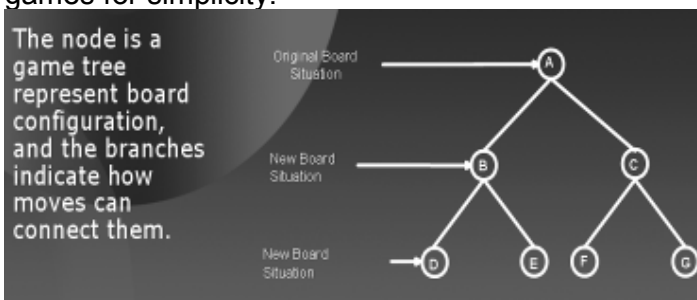 games for simplicity.
The node is a
game tree
represent board
configuration,
and the branches
indicate how
moves can
connect them.
Original Board
Situation
A
New Board
Situation
B
C
New Board
Situation
D
E
F
G